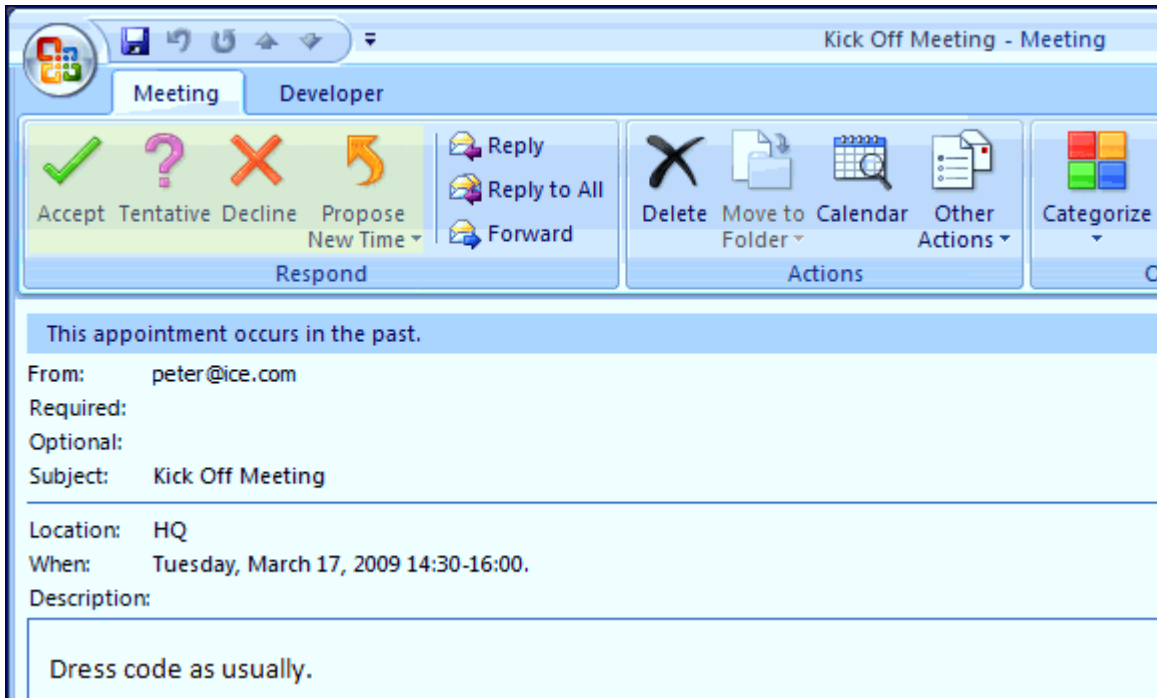 Kick Off Meeting - Meeting
Meeting Developer
Accept Tentative Decline Propose New Time
Reply
Reply to All
Forward
Respond
Delete Move to Folder Calendar Other Actions
Actions
Categorize
This appointment occurs in the past.
From: peter@ice.com
Required:
Optional:
Subject: Kick Off Meeting
Location: HQ
When: Tuesday, March 17, 2009 14:30-16:00.
Description:
Dress code as usually.